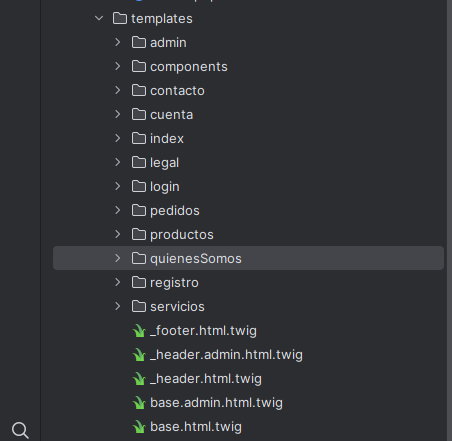 templates
admin
components
contacto
cuenta
index
legal
login
pedidos
productos
quienesSomos
registro
servicios
_footer.html.twig
_header.admin.html.twig
_header.html.twig
base.admin.html.twig
base.html.twig